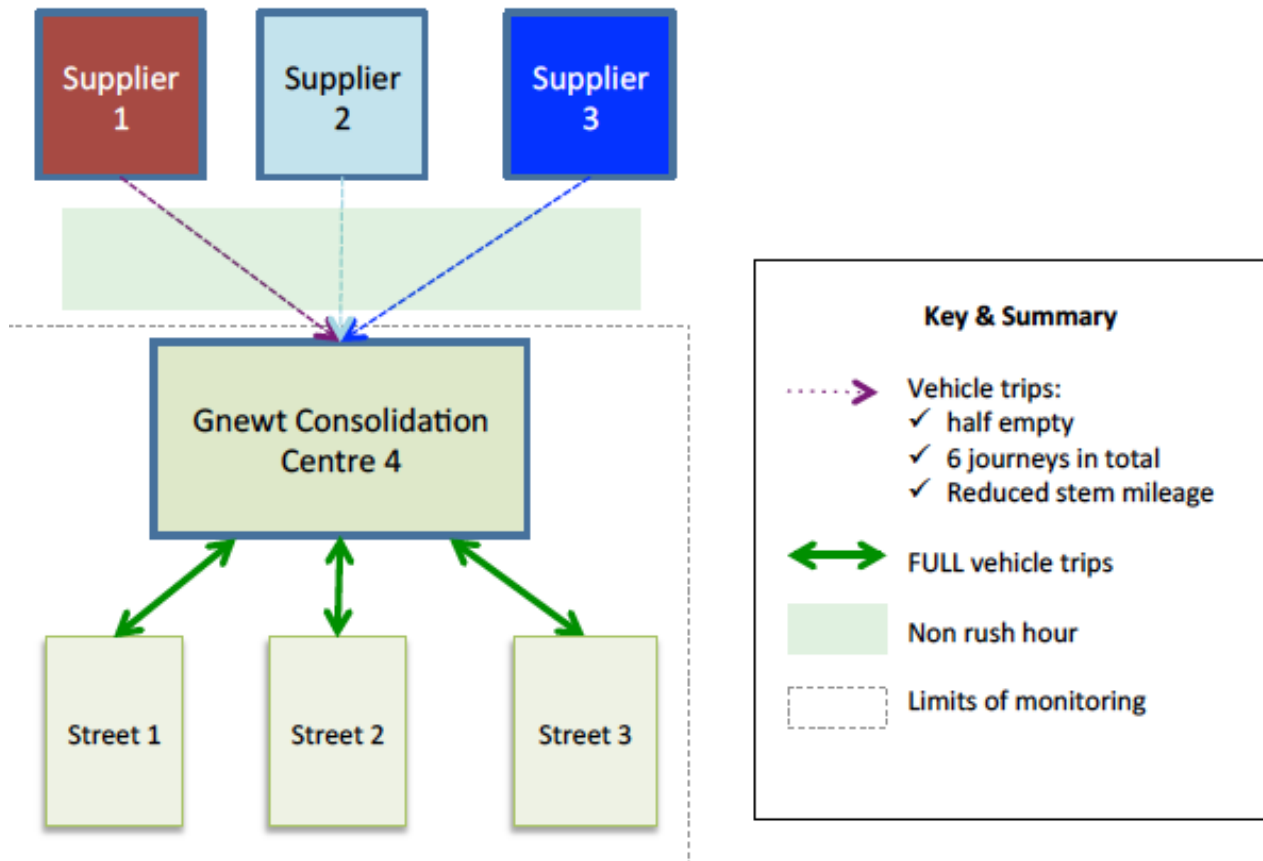 Supplier
1
Supplier
2
Supplier
3
Gnewt Consolidation
Centre 4
Street 1
Street 2
Street 3
Key & Summary
Vehicle trips:
✓ half empty
✓ 6 journeys in total
✓ Reduced stem mileage
FULL vehicle trips
Non rush hour
Limits of monitoring